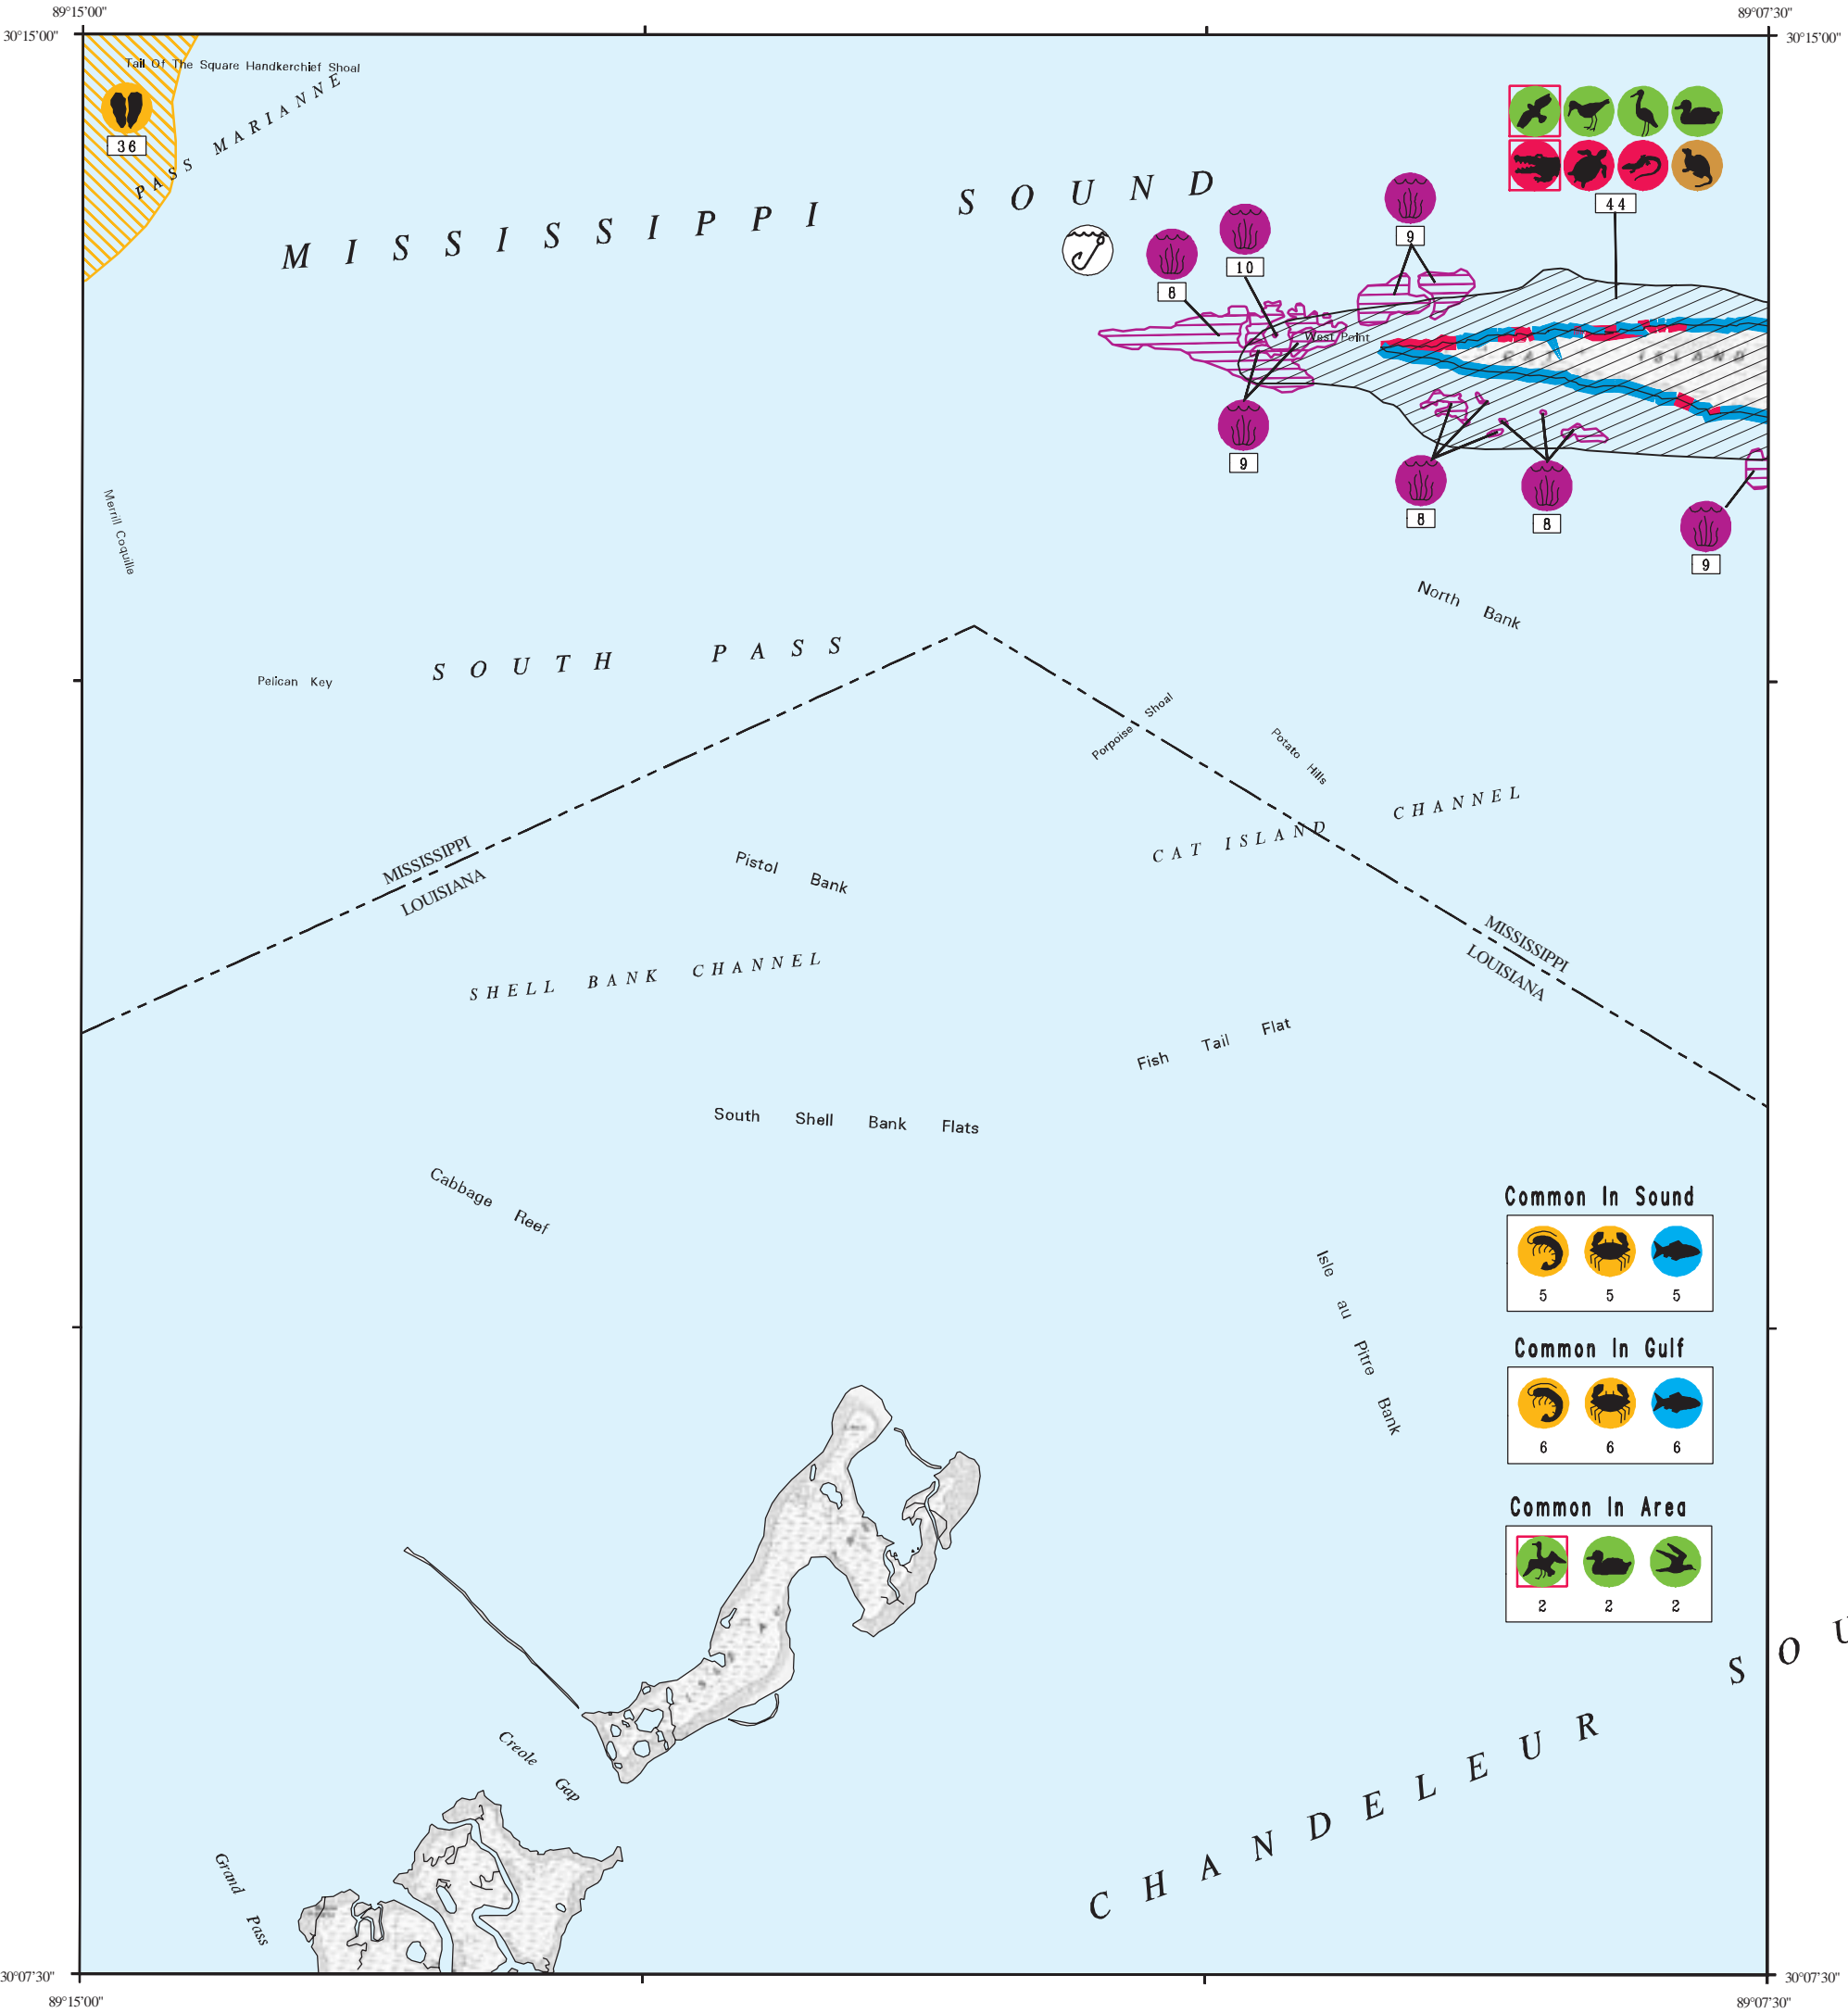 89°15'00"
89°07'30"
30°15'00"
30°15'00"
Tail Of The Square Handkerchief Shoal
PASS MARIANNE
36
MISSISSIPPI SOUND
44
9
10
8
West Point
CAT ISLAND
9
8
8
9
Merrill Coquille
North Bank
SOUTH PASS
Pelican Key
Porpoise Shoal
Potato Hills
CAT ISLAND CHANNEL
MISSISSIPPI
LOUISIANA
Pistol Bank
MISSISSIPPI
LOUISIANA
SHELL BANK CHANNEL
Fish Tail Flat
South Shell Bank Flats
Cabbage Reef
Isle au Pitre Bank
Common In Sound
5 5 5
Common In Gulf
6 6 6
Common In Area
2 2 2
CHANDELEUR SOU
Creole Gap
Grand Pass
30°07'30"
30°07'30"
89°15'00"
89°07'30"